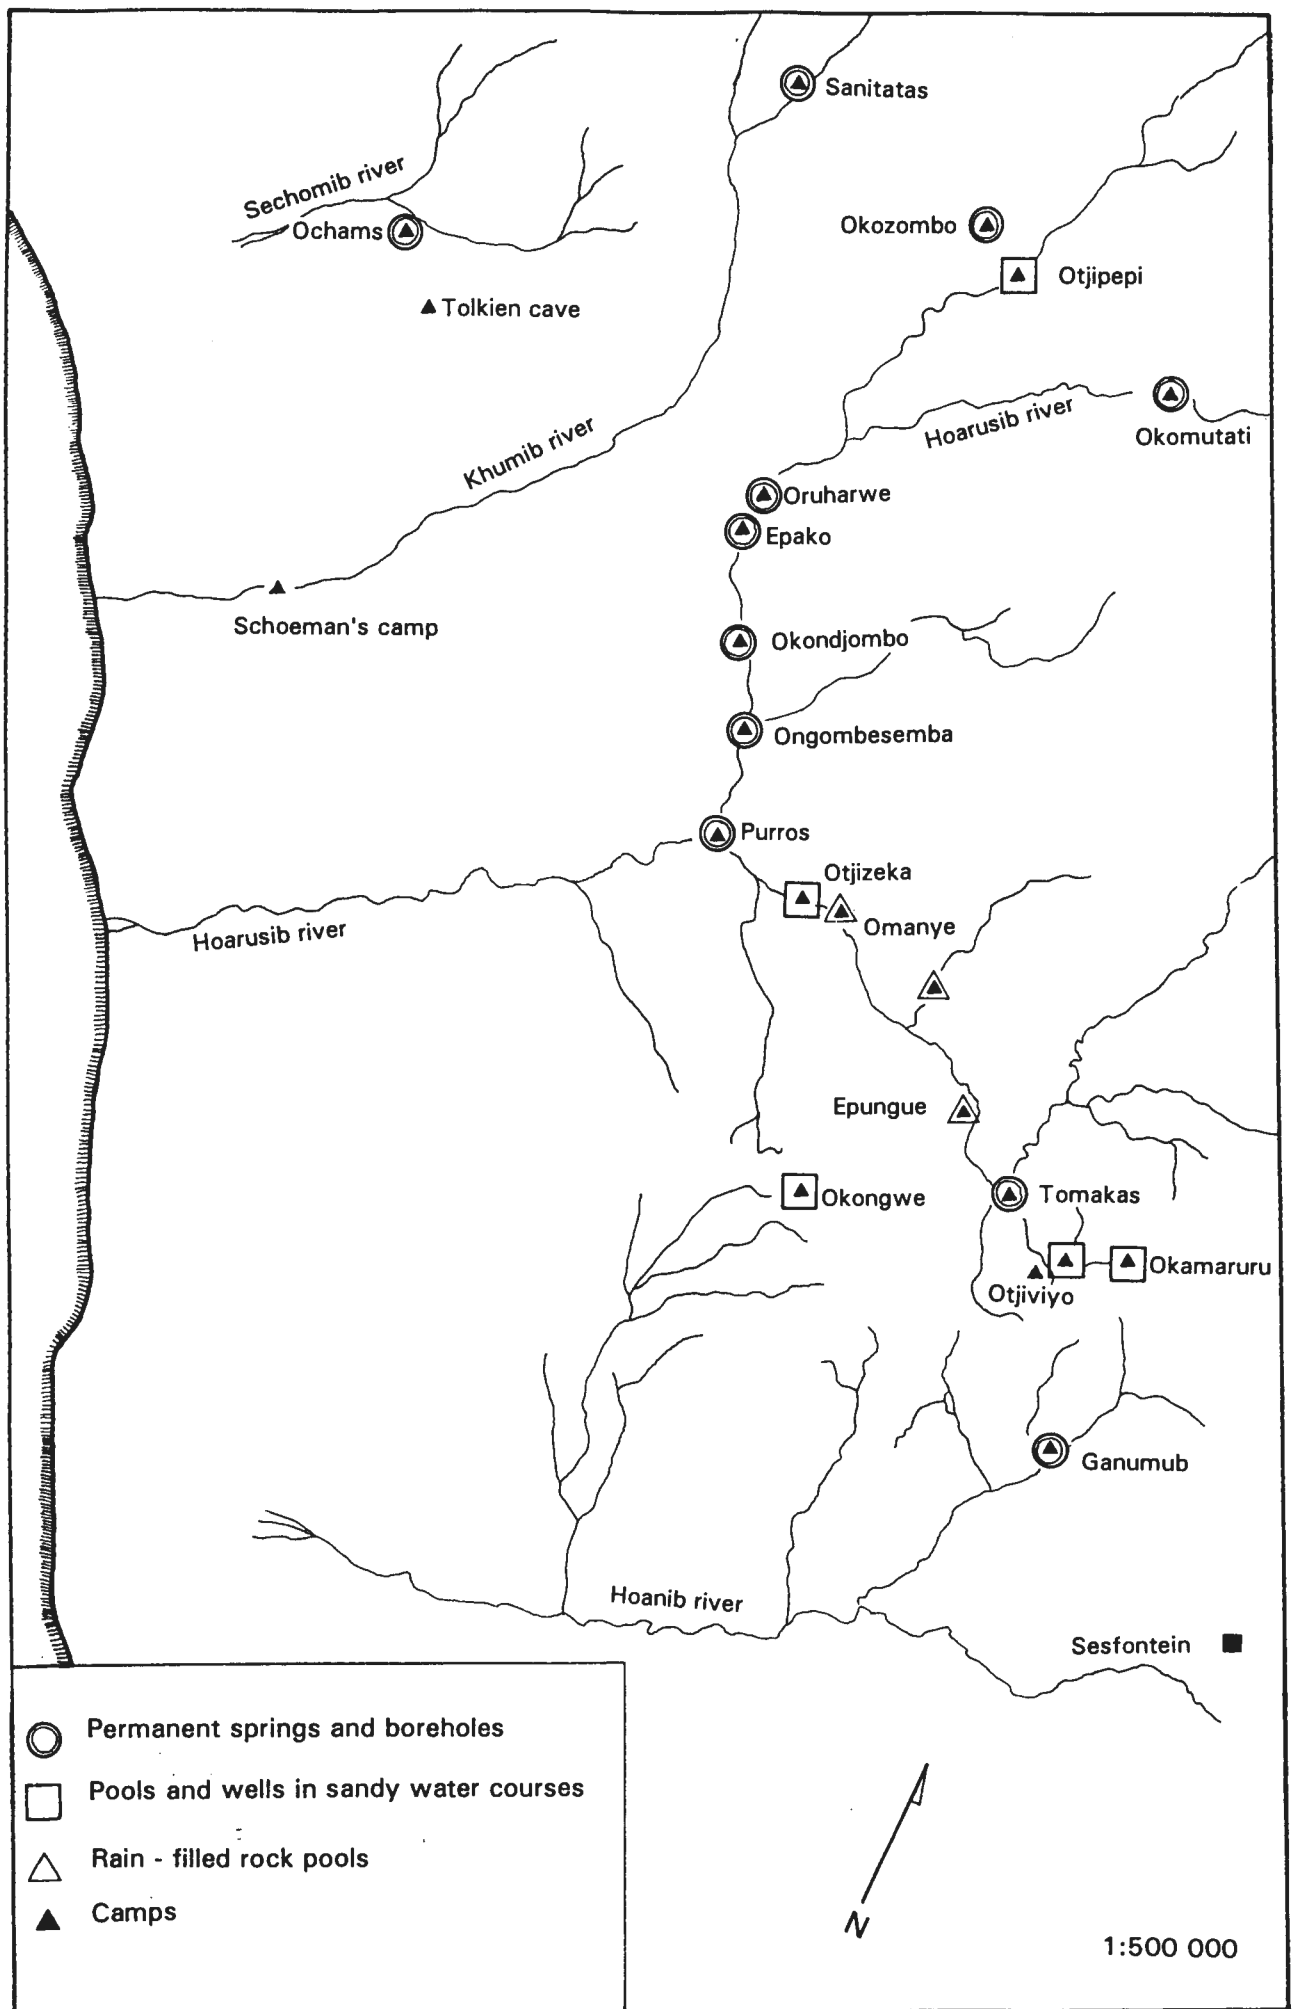 Sanitatas
Sechomib river
Ochams
Okozombo
Otjipepi
Tolkien cave
Hoarusib river
Okomutati
Khumib river
Oruharwe
Epako
Schoeman's camp
Okondjombo
Ongombesemba
Purros
Otjizeka
Omanye
Hoarusib river
Epungue
Okongwe
Tomakas
Okamaruru
Otjiviyo
Ganumub
Hoanib river
Sesfontein
Permanent springs and boreholes
Pools and wells in sandy water courses
Rain - filled rock pools
Camps
N
1:500 000